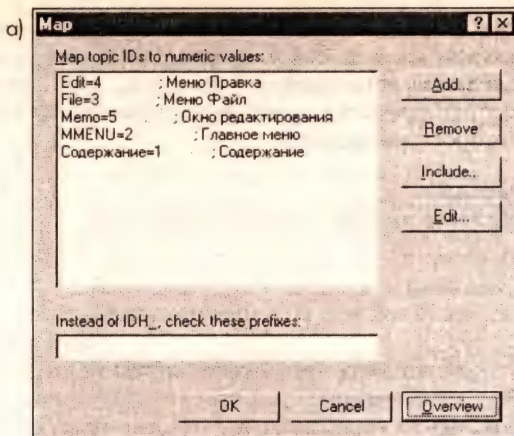 а)
Map
? ×
Map topic IDs to numeric values:
Edit=4 ; Меню Правка
File=3 ; Меню Файл
Memo=5 ; Окно редактирования
MMENU=2 ; Главное меню
Содержание=1 ; Содержание
Add...
Remove
Include...
Edit...
Instead of IDH_, check these prefixes:
OK Cancel Overview